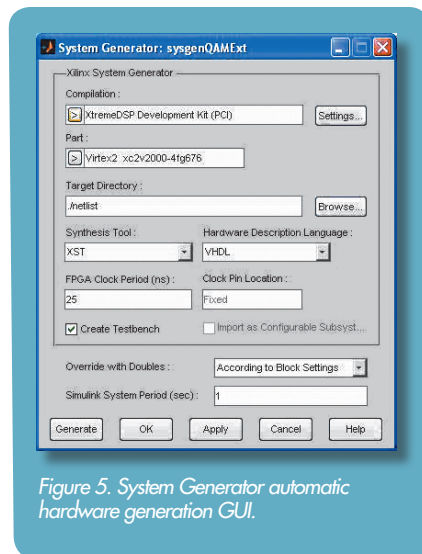 System Generator: sysgenQAMExt
Xilinx System Generator
Compilation :
> XtremeDSP Development Kit (PCI) Settings...
Part :
> Virtex2 xc2v2000-4fg676
Target Directory :
./netlist Browse...
Synthesis Tool : Hardware Description Language :
XST VHDL
FPGA Clock Period (ns) : Clock Pin Location :
25 Fixed
Create Testbench Import as Configurable Subsyst...
Override with Doubles : According to Block Settings
Simulink System Period (sec) : 1
Generate OK Apply Cancel Help
Figure 5. System Generator automatic
hardware generation GUI.